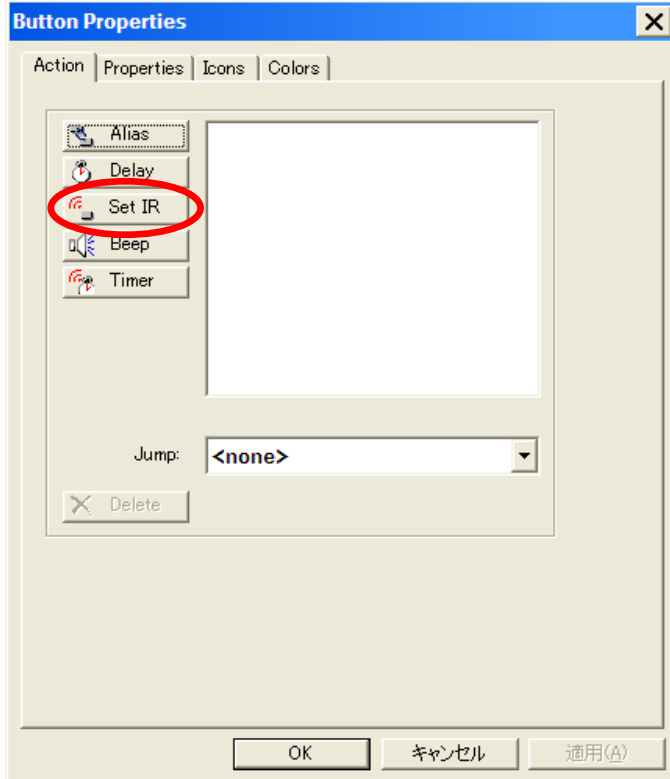 Button Properties
Action Properties Icons Colors
Alias
Delay
Set IR
Beep
Timer
Jump: <none>
Delete
OK キャンセル 適用(A)